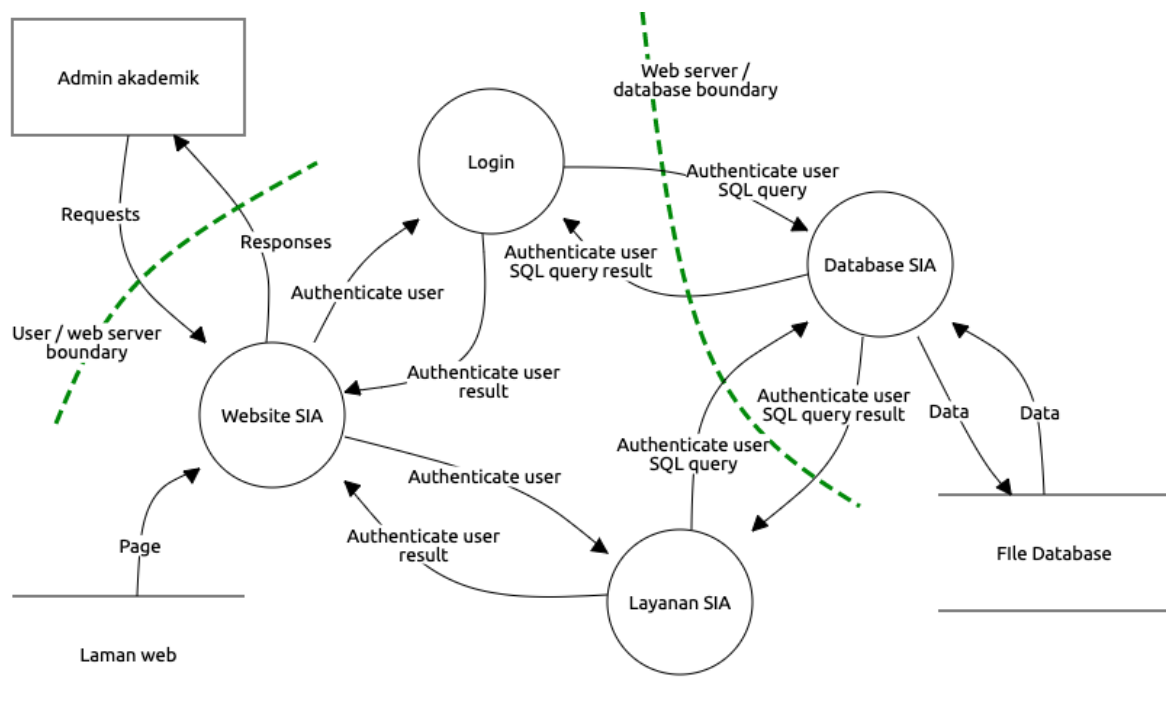 Admin akademik
Web server /
database boundary
Login
Authenticate user
SQL query
Requests
Responses
Authenticate user
SQL query result
Database SIA
Authenticate user
User / web server
boundary
Authenticate user
result
Authenticate user
SQL query result
Data
Data
Website SIA
Authenticate user
SQL query
Authenticate user
Authenticate user
result
Page
FIle Database
Layanan SIA
Laman web